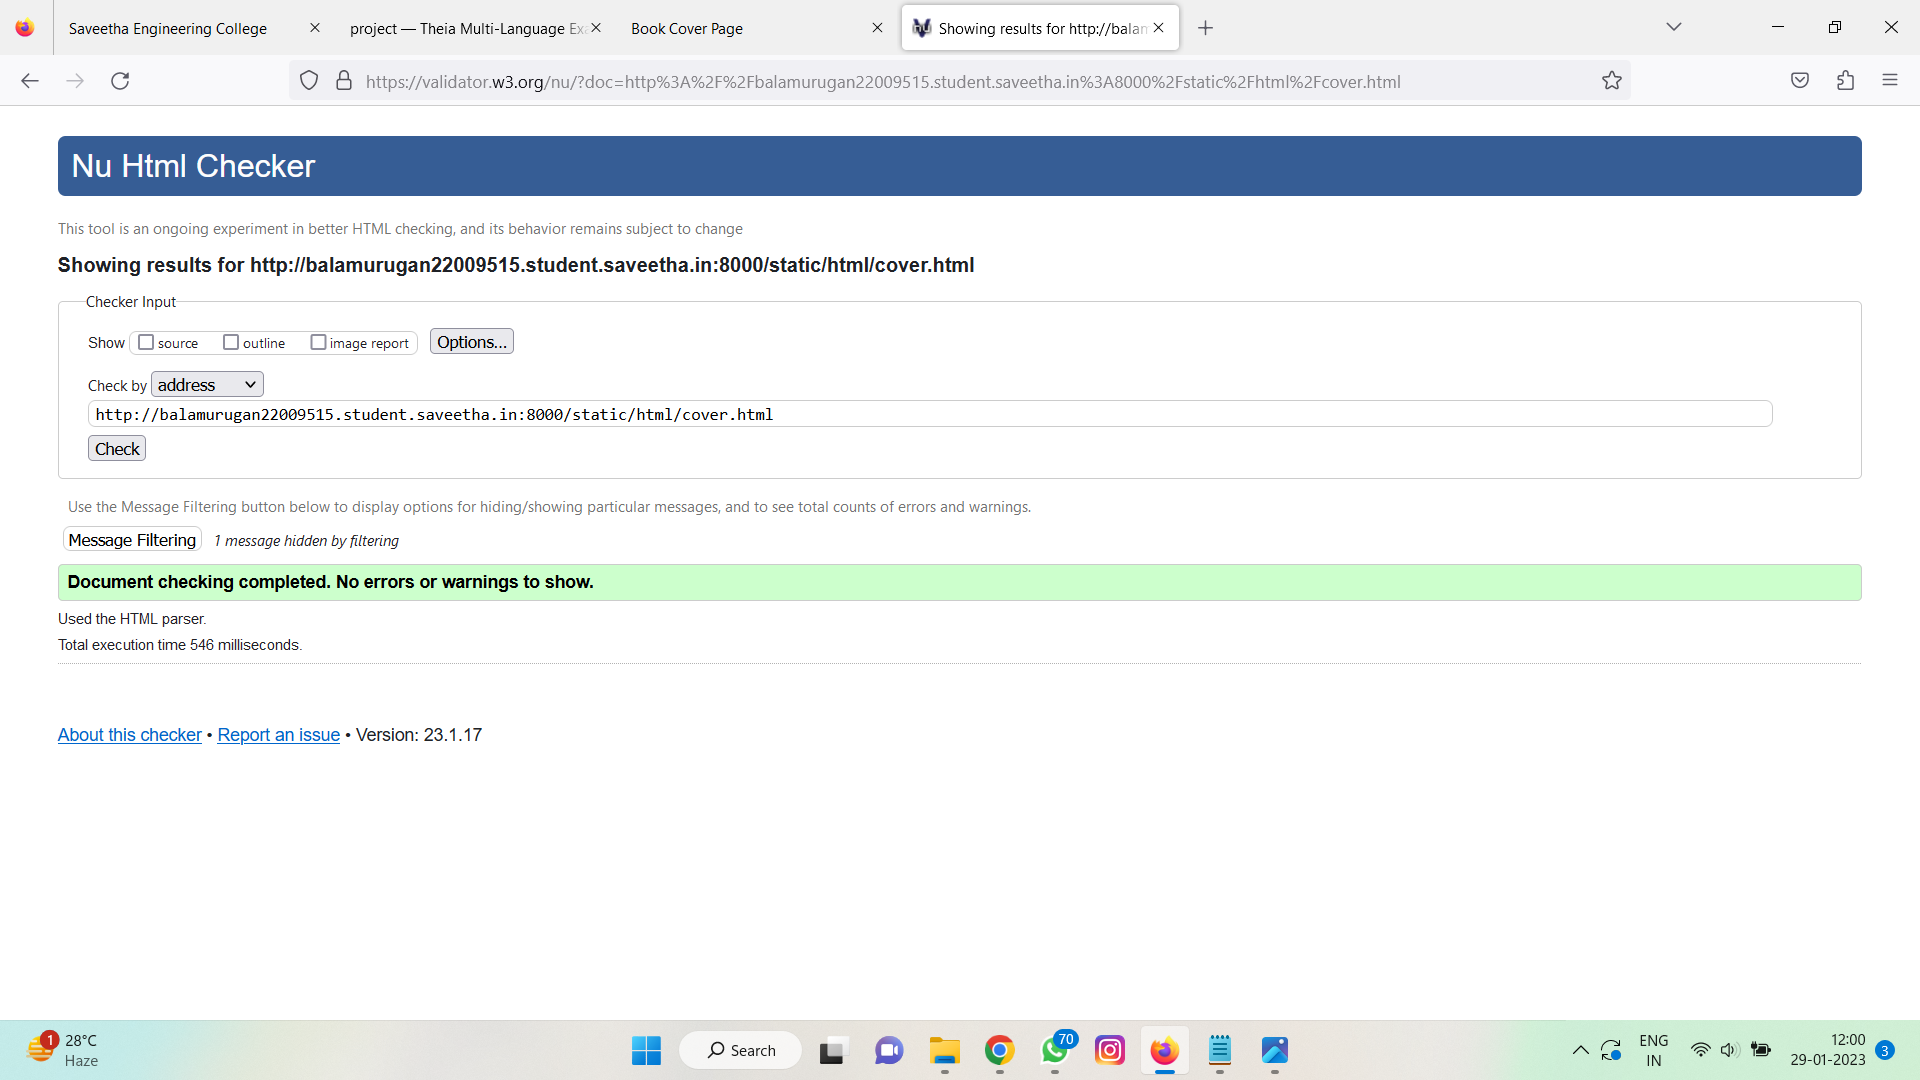 Saveetha Engineering College
project — Theia Multi-Language Ex
Book Cover Page
Showing results for http://balan
https://validator.w3.org/nu/?doc=http%3A%2F%2Fbalamurugan22009515.student.saveetha.in%3A8000%2Fstatic%2Fhtml%2Fcover.html
Nu Html Checker
This tool is an ongoing experiment in better HTML checking, and its behavior remains subject to change
Showing results for http://balamurugan22009515.student.saveetha.in:8000/static/html/cover.html
Checker Input
Show source outline image report Options...
Check by address
http://balamurugan22009515.student.saveetha.in:8000/static/html/cover.html
Check
Use the Message Filtering button below to display options for hiding/showing particular messages, and to see total counts of errors and warnings.
Message Filtering 1 message hidden by filtering
Document checking completed. No errors or warnings to show.
Used the HTML parser.
Total execution time 546 milliseconds.
About this checker • Report an issue • Version: 23.1.17
1
28°C
Haze
Search
70
ENG
IN
12:00
29-01-2023
3